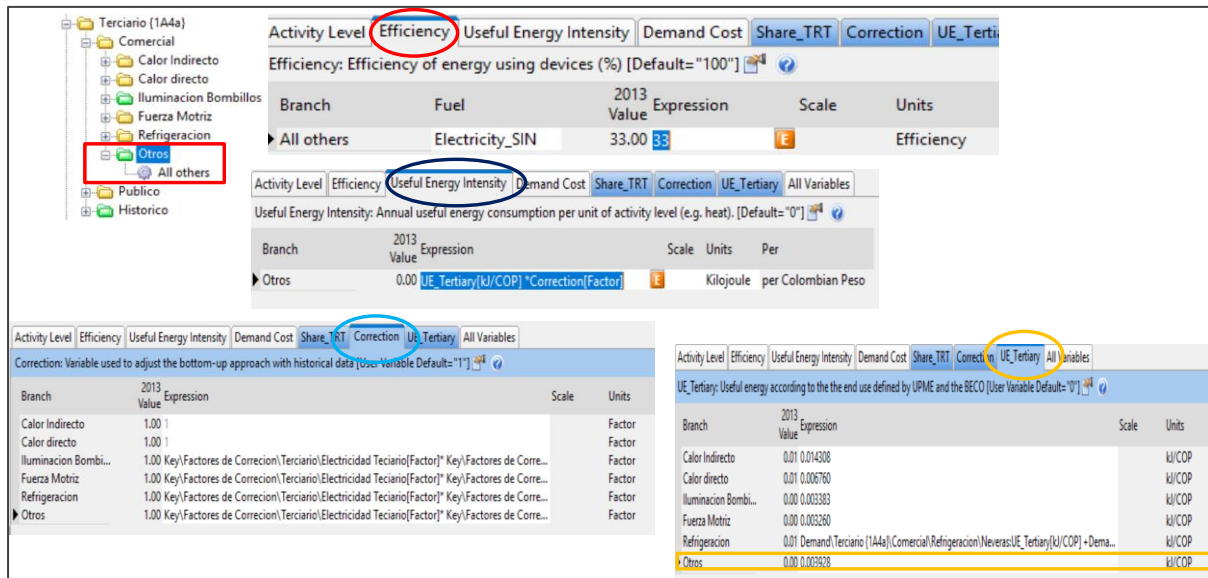 Terciario {1A4a}
Comercial
Calor Indirecto
Calor directo
Iluminacion Bombillos
Fuerza Motriz
Refrigeracion
Otros
All others
Publico
Historico
Activity Level Efficiency Useful Energy Intensity Demand Cost Share_TRT Correction UE_Tertia
Efficiency: Efficiency of energy using devices (%) [Default="100"]
Branch Fuel 2013 Value Expression Scale Units
All others Electricity_SIN 33.00 33 E Efficiency
Activity Level Efficiency Useful Energy Intensity Demand Cost Share_TRT Correction UE_Tertiary All Variables
Useful Energy Intensity: Annual useful energy consumption per unit of activity level (e.g. heat). [Default="0"]
Branch 2013 Value Expression Scale Units Per
Otros 0.00 UE_Tertiary[kJ/COP] *Correction[Factor] E Kilojoule per Colombian Peso
Activity Level Efficiency Useful Energy Intensity Demand Cost Share_TRT Correction UE_Tertiary All Variables
Correction: Variable used to adjust the bottom-up approach with historical data [User Variable Default="1"]
Branch 2013 Value Expression Scale Units
Calor Indirecto 1.00 1 Factor
Calor directo 1.00 1 Factor
Iluminacion Bombi... 1.00 Key\Factores de Correcion\Terciario\Electricidad Teciario[Factor]* Key\Factores de Corre... Factor
Fuerza Motriz 1.00 Key\Factores de Correcion\Terciario\Electricidad Teciario[Factor]* Key\Factores de Corre... Factor
Refrigeracion 1.00 Key\Factores de Correcion\Terciario\Electricidad Teciario[Factor]* Key\Factores de Corre... Factor
Otros 1.00 Key\Factores de Correcion\Terciario\Electricidad Teciario[Factor]* Key\Factores de Corre... Factor
Activity Level Efficiency Useful Energy Intensity Demand Cost Share_TRT Correction UE_Tertiary All Variables
UE_Tertiary: Useful energy according to the the end use defined by UPME and the BECO [User Variable Default="0"]
Branch 2013 Value Expression Scale Units
Calor Indirecto 0.01 0.014308 kJ/COP
Calor directo 0.01 0.006760 kJ/COP
Iluminacion Bombi... 0.00 0.003383 kJ/COP
Fuerza Motriz 0.00 0.003260 kJ/COP
Refrigeracion 0.01 Demand\Terciario {1A4a}\Comercial\Refrigeracion\Neveras:UE_Tertiary[kJ/COP] +Dema... kJ/COP
Otros 0.00 0.003928 kJ/COP